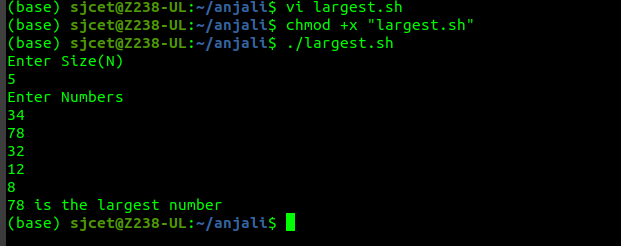 (base) sjcet@Z238-UL:~/anjali$ vi largest.sh
(base) sjcet@Z238-UL:~/anjali$ chmod +x "largest.sh"
(base) sjcet@Z238-UL:~/anjali$ ./largest.sh
Enter Size(N)
5
Enter Numbers
34
78
32
12
8
78 is the largest number
(base) sjcet@Z238-UL:~/anjali$